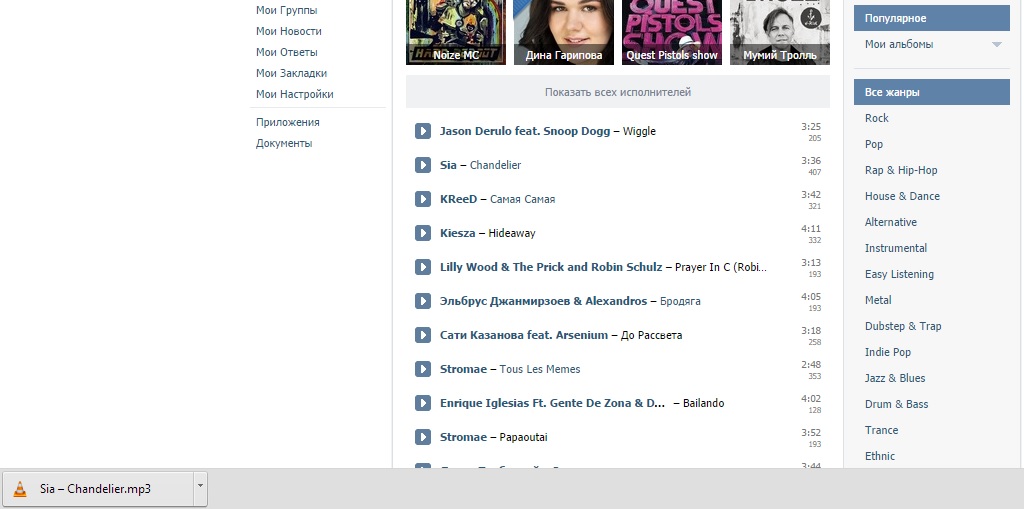 Мои Группы
Мои Новости
Мои Ответы
Мои Закладки
Мои Настройки
Приложения
Документы
Noize MC
Дина Гарипова
QUEST PISTOLS SHOW
Quest Pistols show
Мумий Тролль
Показать всех исполнителей
Jason Derulo feat. Snoop Dogg – Wiggle 3:25
205
Sia – Chandelier 3:36
407
KReeD – Самая Самая 3:42
321
Kiesza – Hideaway 4:11
332
Lilly Wood & The Prick and Robin Schulz – Prayer In C (Robi... 3:13
193
Эльбрус Джанмирзоев & Alexandros – Бродяга 4:05
193
Сати Казанова feat. Arsenium – До Рассвета 3:18
258
Stromae – Tous Les Memes 2:48
353
Enrique Iglesias Ft. Gente De Zona & D... – Bailando 4:02
128
Stromae – Papaoutai 3:52
193
3:44
Популярное
Мои альбомы
Все жанры
Rock
Pop
Rap & Hip-Hop
House & Dance
Alternative
Instrumental
Easy Listening
Metal
Dubstep & Trap
Indie Pop
Jazz & Blues
Drum & Bass
Trance
Ethnic
Sia – Chandelier.mp3